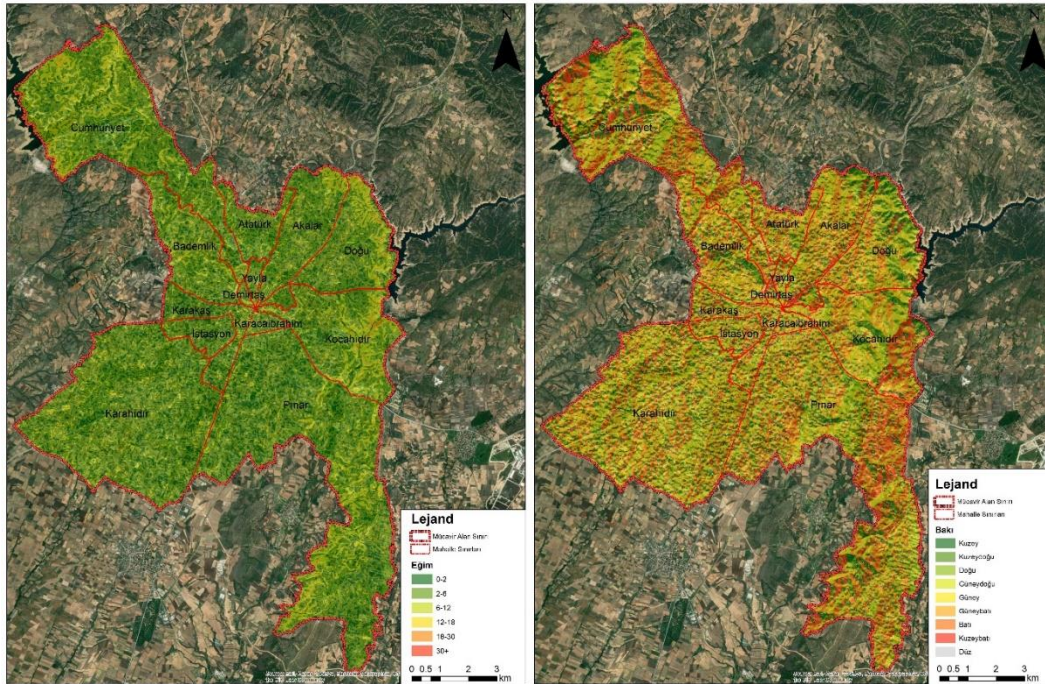 N
Cumhuriyet
Atatürk
Akalar
Bademlik
Doğu
Yayla
Demirtaş
Karakaş
Karacaibrahim
İstasyon
Kocahıdır
Karahıdır
Pınar
Lejand
Mücavir Alan Sınırı
Mahalle Sınırları
Eğim
0-2
2-6
6-12
12-18
18-30
30+
0 0.5 1 2 3
km
N
Cumhuriyet
Atatürk
Akalar
Bademlik
Doğu
Yayla
Demirtaş
Karakaş
Karacaibrahim
İstasyon
Kocahıdır
Karahıdır
Pınar
Lejand
Mücavir Alan Sınırı
Mahalle Sınırları
Bakı
Kuzey
Kuzeydoğu
Doğu
Güneydoğu
Güney
Güneybatı
Batı
Kuzeybatı
Düz
0 0.5 1 2 3
km